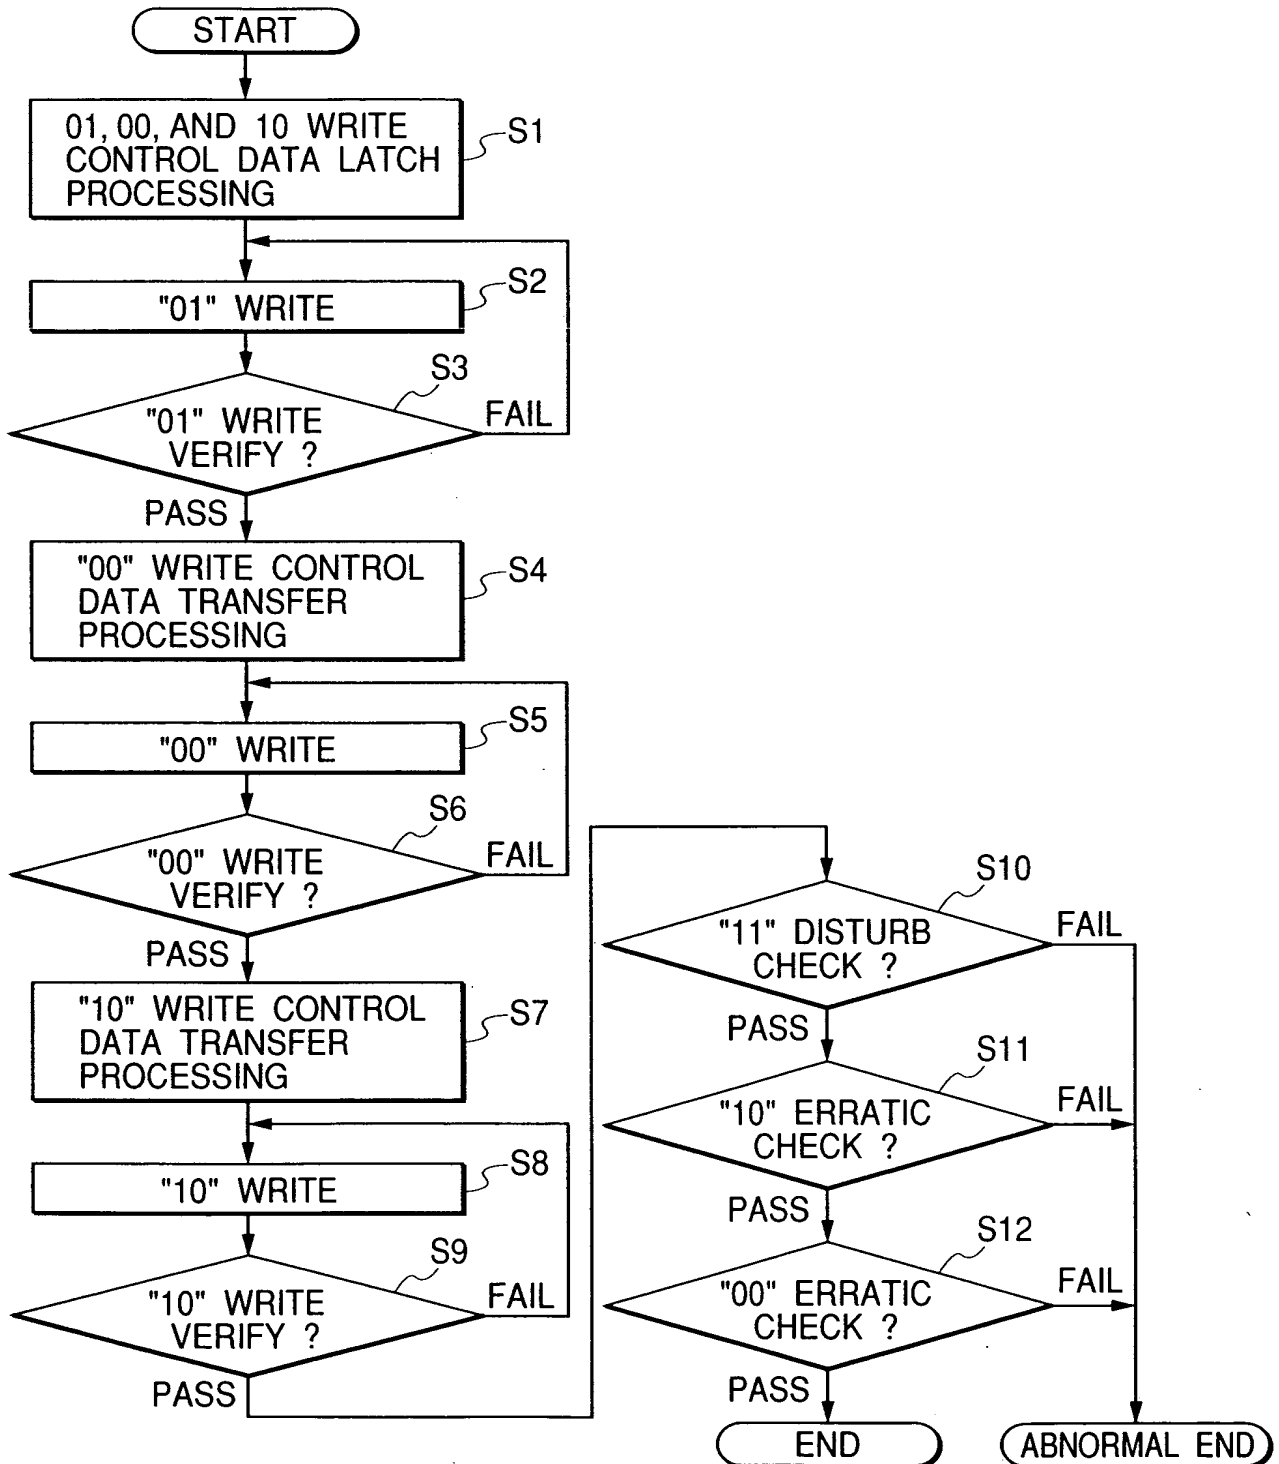 START
01, 00, AND 10 WRITE
CONTROL DATA LATCH
PROCESSING
S1
"01" WRITE
S2
"01" WRITE
VERIFY ?
S3
FAIL
PASS
"00" WRITE CONTROL
DATA TRANSFER
PROCESSING
S4
"00" WRITE
S5
"00" WRITE
VERIFY ?
S6
FAIL
PASS
"10" WRITE CONTROL
DATA TRANSFER
PROCESSING
S7
"10" WRITE
S8
"10" WRITE
VERIFY ?
S9
FAIL
PASS
"11" DISTURB
CHECK ?
S10
FAIL
PASS
"10" ERRATIC
CHECK ?
S11
FAIL
PASS
"00" ERRATIC
CHECK ?
S12
FAIL
PASS
END
ABNORMAL END